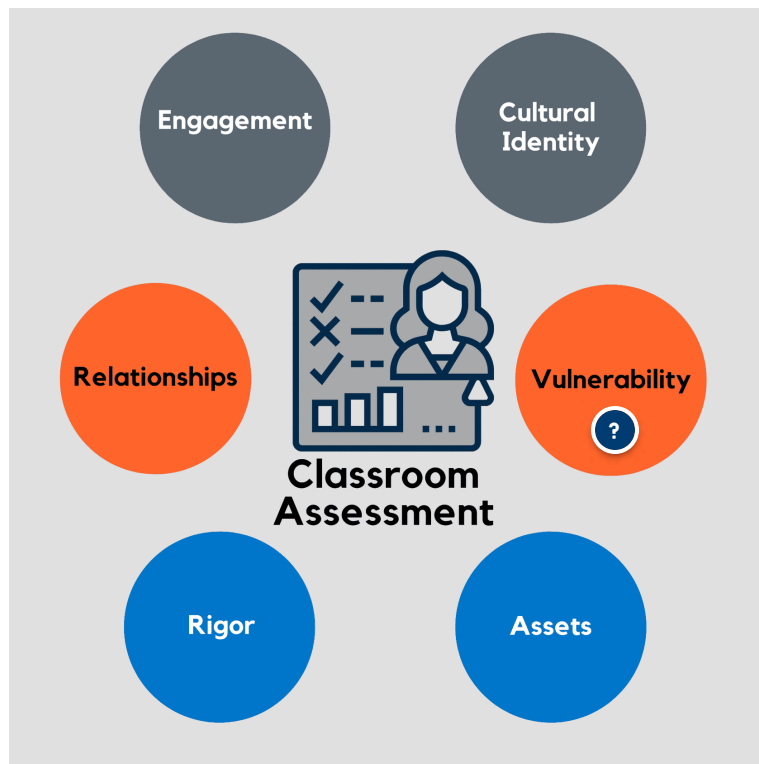 Engagement
Cultural
Identity
Relationships
Vulnerability
?
Classroom
Assessment
Rigor
Assets